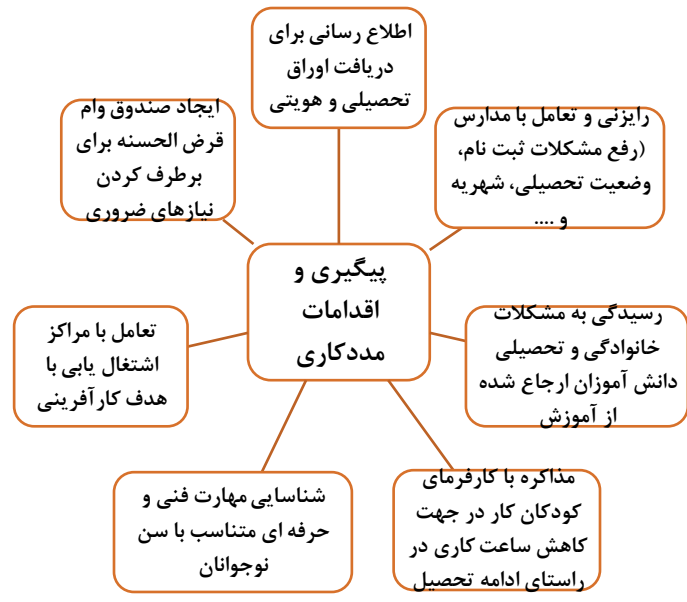 اطلاع رسانی برای
دریافت اوراق
تحصیلی و هویتی
رایزنی و تعامل با مدارس
(رفع مشکلات ثبت نام،
وضعیت تحصیلی، شهریه
و ....
رسیدگی به مشکلات
خانوادگی و تحصیلی
دانش آموزان ارجاع شده
از آموزش
مذاکره با کارفرمای
کودکان کار در جهت
کاهش ساعت کاری در
راستای ادامه تحصیل
شناسایی مهارت فنی و
حرفه ای متناسب با سن
نوجوانان
تعامل با مراکز
اشتغال یابی با
هدف کارآفرینی
ایجاد صندوق وام
قرض الحسنه برای
برطرف کردن
نیازهای ضروری
پیگیری و
اقدامات
مددکاری